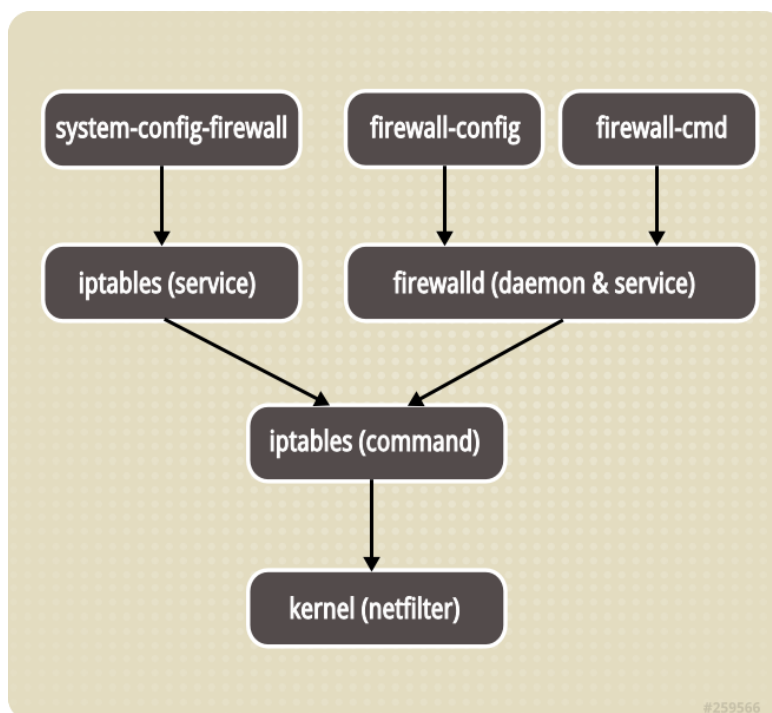 system-config-firewall
firewall-config
firewall-cmd
iptables (service)
firewalld (daemon & service)
iptables (command)
kernel (netfilter)
#259566